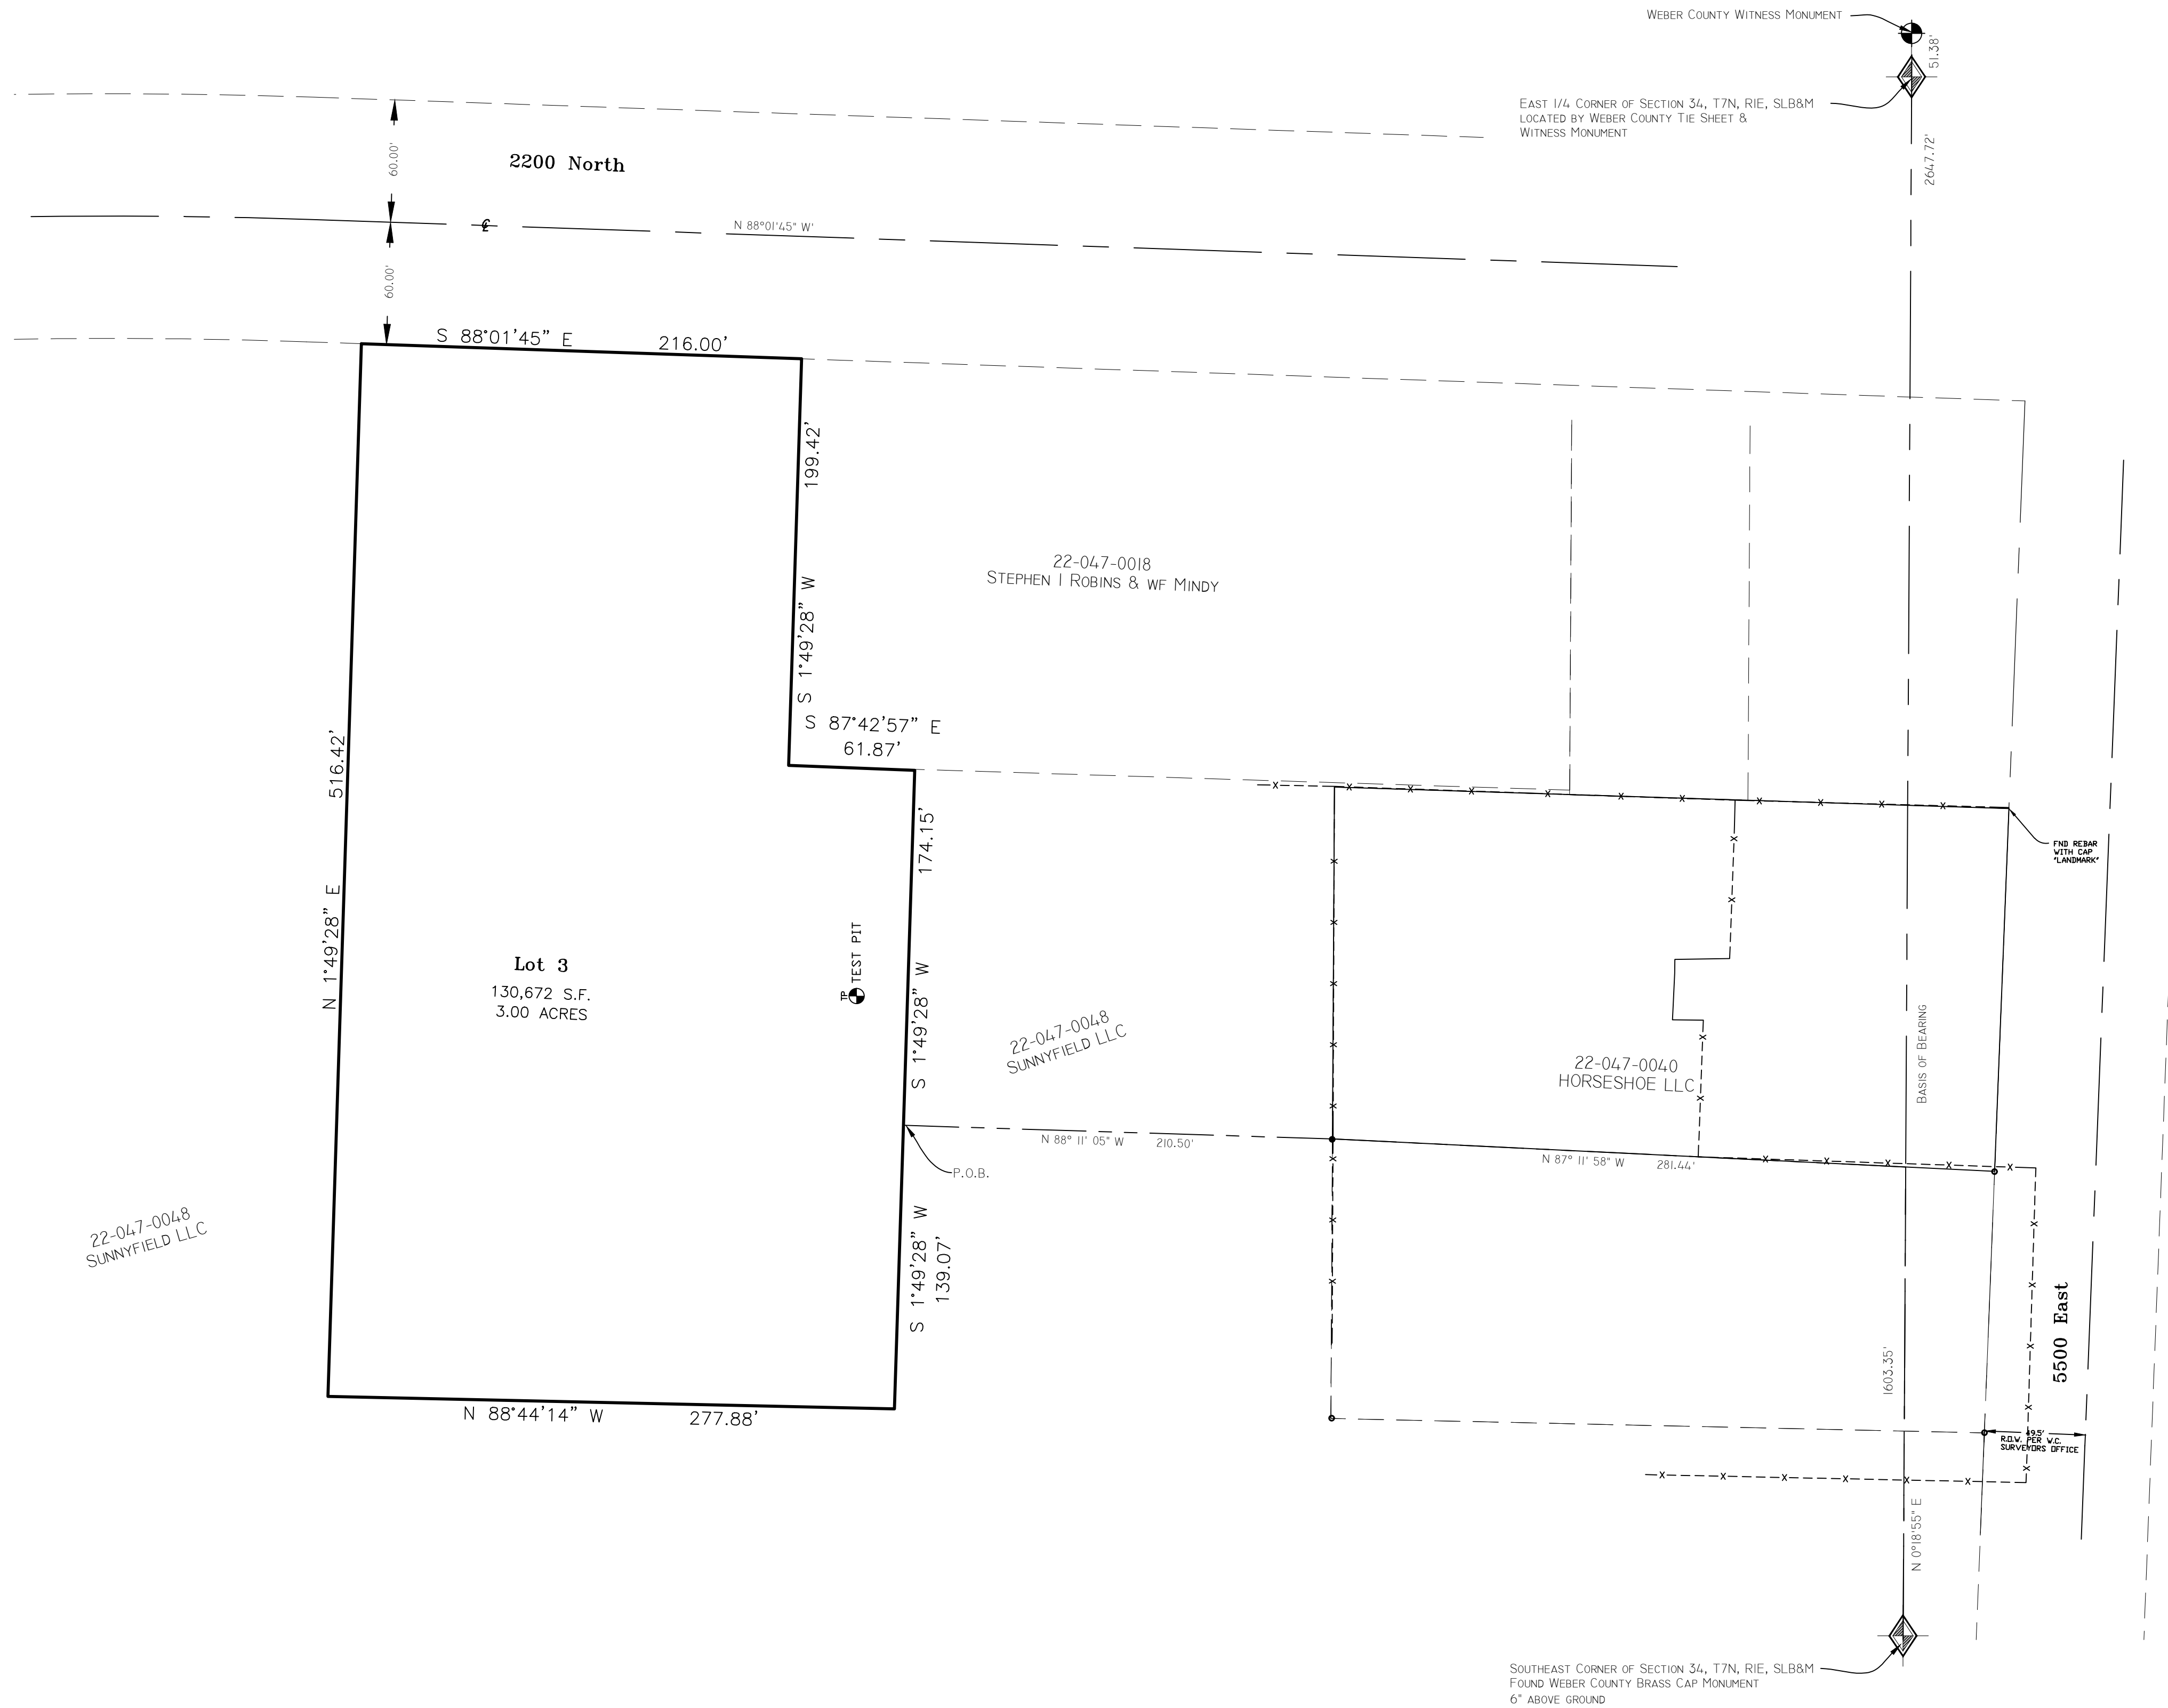 WEBER COUNTY WITNESS MONUMENT
51.38'
EAST 1/4 CORNER OF SECTION 34, T7N, R1E, SLB&M
LOCATED BY WEBER COUNTY TIE SHEET &
WITNESS MONUMENT
2647.72'
60.00'
2200 North
N 88°01'45" W'
60.00'
S 88°01'45" E 216.00'
199.42'
S 1°49'28" W
22-047-0018
STEPHEN I ROBINS & WF MINDY
S 87°42'57" E
61.87'
516.42'
N 1°49'28" E
174.15'
S 1°49'28" W
FND REBAR
WITH CAP
"LANDMARK"
Lot 3
130,672 S.F.
3.00 ACRES
TP
TEST PIT
22-047-0048
SUNNYFIELD LLC
22-047-0040
HORSESHOE LLC
BASIS OF BEARING
N 88° 11' 05" W 210.50'
N 87° 11' 58" W 281.44'
P.O.B.
22-047-0048
SUNNYFIELD LLC
S 1°49'28" W
139.07'
5500 East
1603.35'
N 88°44'14" W 277.88'
49.5'
R.O.W. PER W.C.
SURVEYORS OFFICE
N 0°18'55" E
SOUTHEAST CORNER OF SECTION 34, T7N, R1E, SLB&M
FOUND WEBER COUNTY BRASS CAP MONUMENT
6" ABOVE GROUND